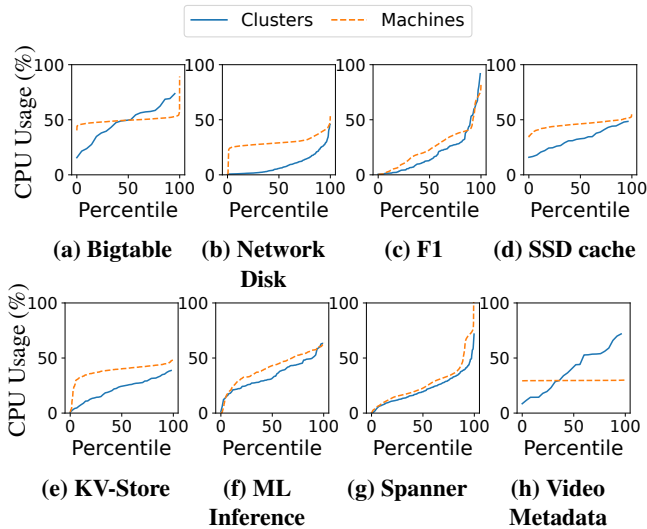 Clusters Machines
CPU Usage (%)
100
50
0
0 50 100
Percentile
(a) Bigtable
100
50
0
0 50 100
Percentile
(b) Network
Disk
100
50
0
0 50 100
Percentile
(c) F1
100
50
0
0 50 100
Percentile
(d) SSD cache
CPU Usage (%)
100
50
0
0 50 100
Percentile
(e) KV-Store
100
50
0
0 50 100
Percentile
(f) ML
Inference
100
50
0
0 50 100
Percentile
(g) Spanner
100
50
0
0 50 100
Percentile
(h) Video
Metadata